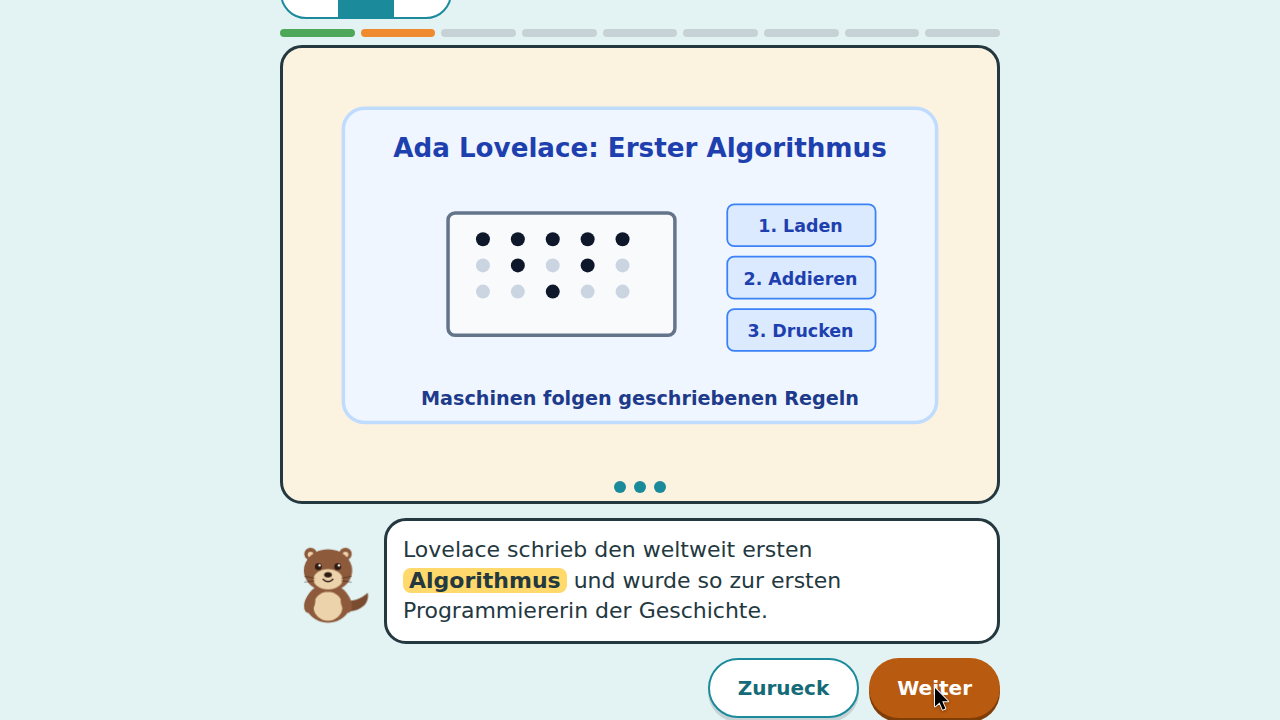 Ada Lovelace: Erster Algorithmus
1. Laden
2. Addieren
3. Drucken
Maschinen folgen geschriebenen Regeln
Lovelace schrieb den weltweit ersten
Algorithmus und wurde so zur ersten
Programmiererin der Geschichte.
Zurueck
Weiter